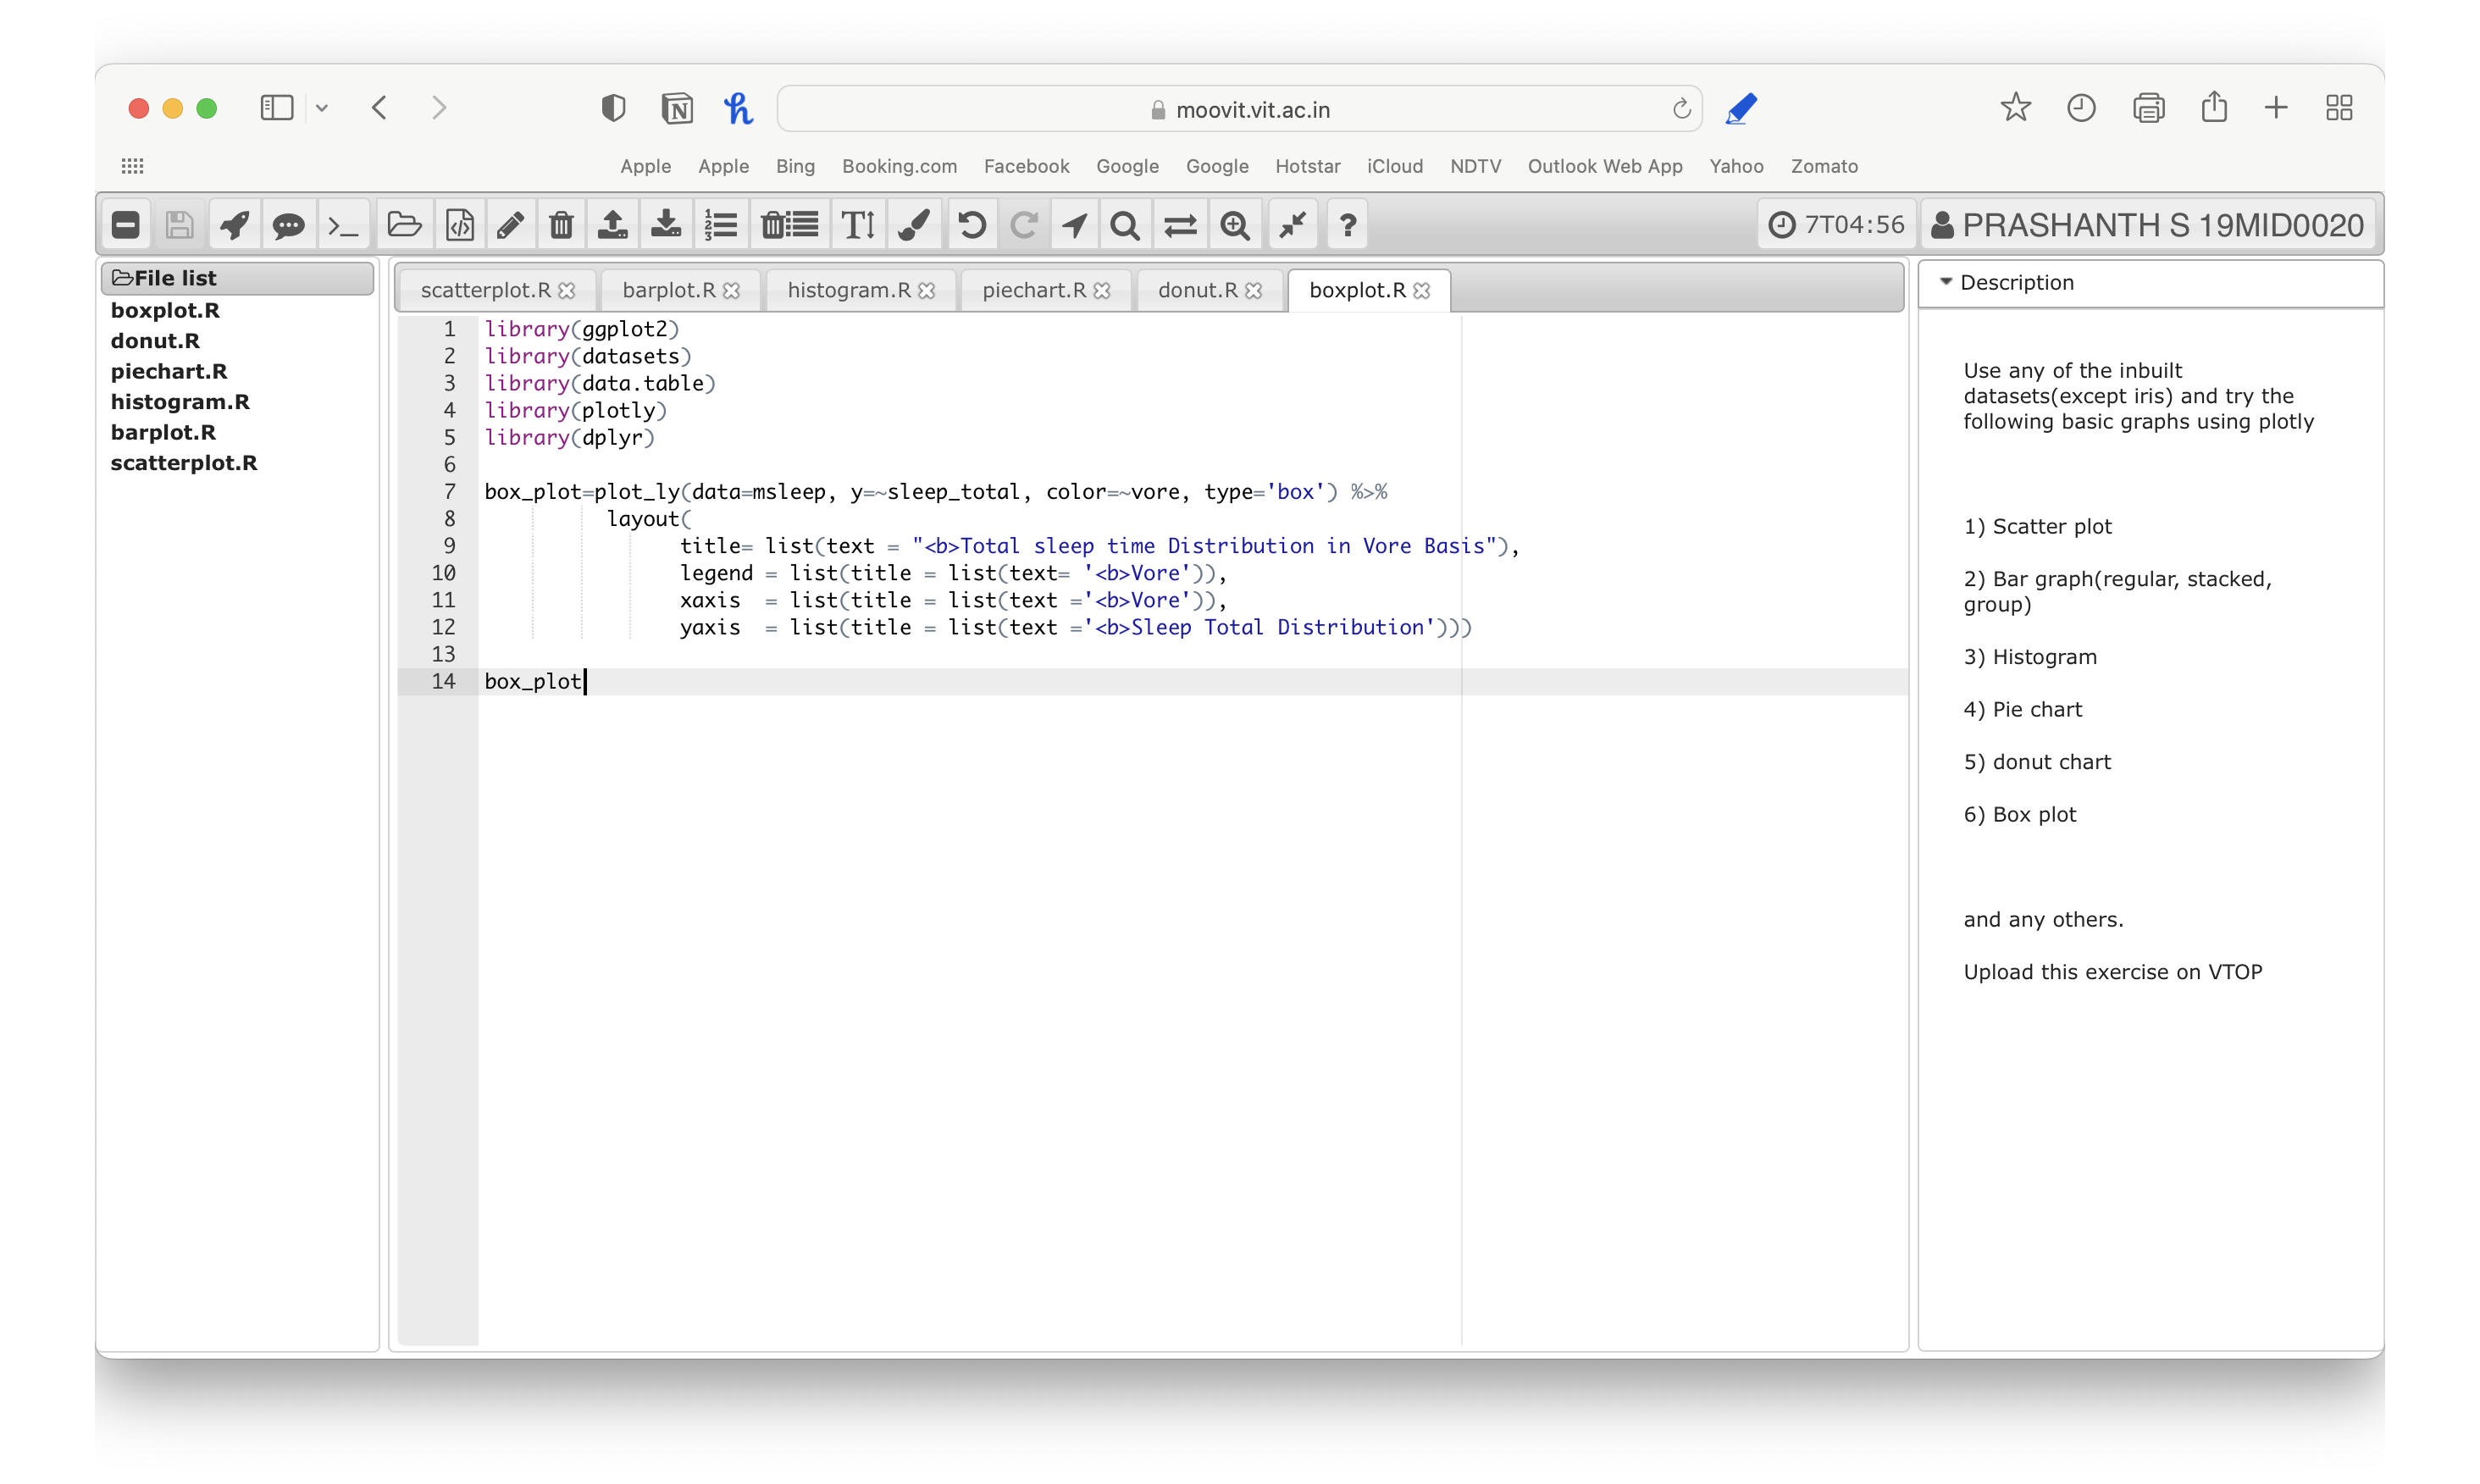 moovit.vit.ac.in
Apple Apple Bing Booking.com Facebook Google Google Hotstar iCloud NDTV Outlook Web App Yahoo Zomato
7T04:56 PRASHANTH S 19MID0020
File list
boxplot.R
donut.R
piechart.R
histogram.R
barplot.R
scatterplot.R
scatterplot.R barplot.R histogram.R piechart.R donut.R boxplot.R
1 library(ggplot2)
2 library(datasets)
3 library(data.table)
4 library(plotly)
5 library(dplyr)
6
7 box_plot=plot_ly(data=msleep, y=~sleep_total, color=~vore, type='box') %>%
8 layout(
9 title= list(text = "<b>Total sleep time Distribution in Vore Basis"),
10 legend = list(title = list(text= '<b>Vore')),
11 xaxis  = list(title = list(text ='<b>Vore')),
12 yaxis  = list(title = list(text ='<b>Sleep Total Distribution')))
13
14 box_plot
Description
Use any of the inbuilt
datasets(except iris) and try the
following basic graphs using plotly
1) Scatter plot
2) Bar graph(regular, stacked,
group)
3) Histogram
4) Pie chart
5) donut chart
6) Box plot
and any others.
Upload this exercise on VTOP